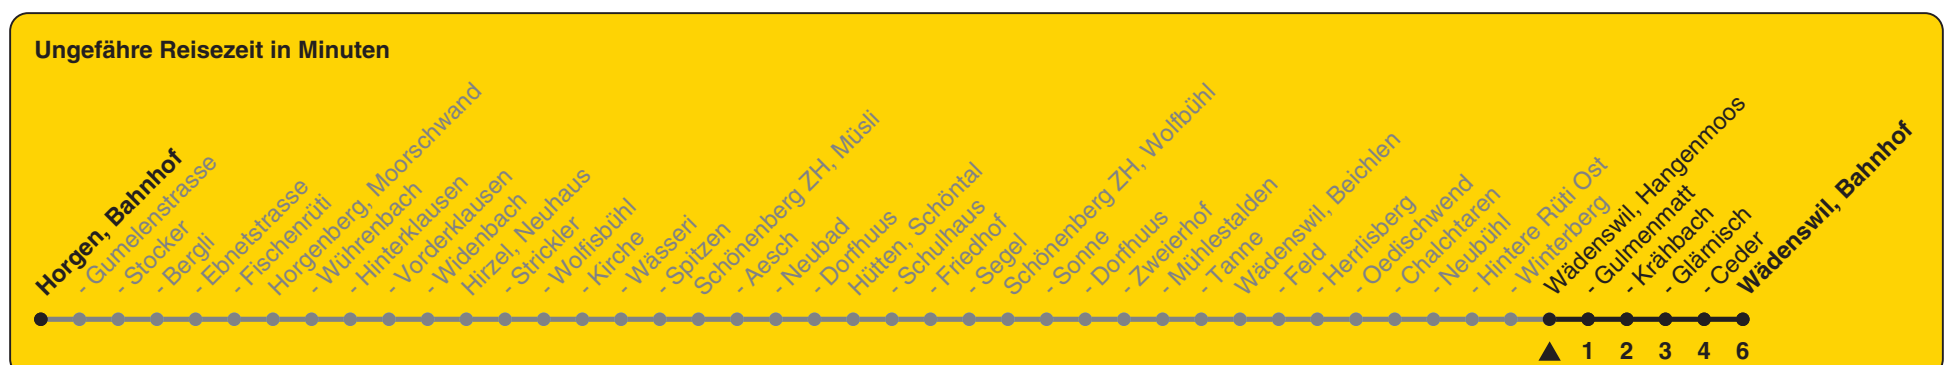 Ungefähre Reisezeit in Minuten
Horgen, Bahnhof
- Gumelenstrasse
- Stocker
- Bergli
- Ebnetstrasse
- Fischenrüti
Horgenberg, Moorschwand
- Wührenbach
- Hinterklausen
- Vorderklausen
- Widenbach
Hirzel, Neuhaus
- Strickler
- Wolfisbühl
- Kirche
- Wässeri
- Spitzen
Schönenberg ZH, Müsli
- Aesch
- Neubad
- Dorfhuus
Hütten, Schöntal
- Schulhaus
- Friedhof
- Segel
Schönenberg ZH, Wolfbühl
- Sonne
- Dorfhuus
- Zweierhof
- Mühlestalden
- Tanne
Wädenswil, Beichlen
- Feld
- Herrlisberg
- Oedischwend
- Chalchtaren
- Neubühl
- Hintere Rüti Ost
- Winterberg
Wädenswil, Hangenmoos
- Gulmenmatt
- Krähbach
- Glärnisch
- Ceder
Wädenswil, Bahnhof
1 2 3 4 6